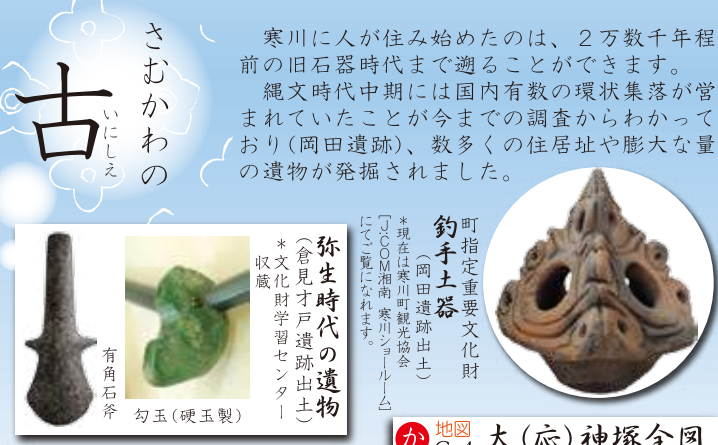 さむかわの
古
いにしえ
寒川に人が住み始めたのは、２万数千年程
前の旧石器時代まで遡ることができます。
縄文時代中期には国内有数の環状集落が営
まれていたことが今までの調査からわかって
おり(岡田遺跡)、数多くの住居址や膨大な量
の遺物が発掘されました。
町指定重要文化財
釣手土器
（岡田遺跡出土）
＊現在は寒川町観光協会
［J:COM湘南 寒川ショールーム］
にてご覧になれます。
弥生時代の遺物
（倉見才戸遺跡出土）
＊文化財学習センター
収蔵
有角石斧
勾玉(硬玉製)
か
地図
大(応)神塚全図